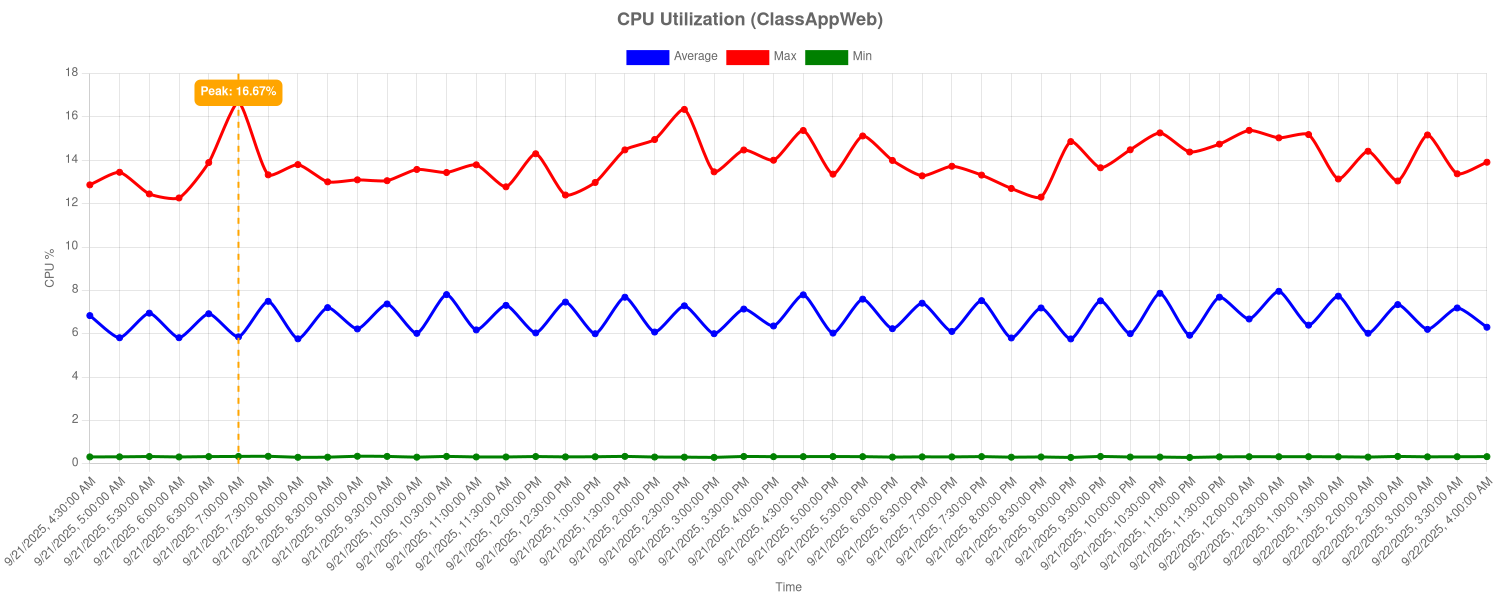 CPU Utilization (ClassAppWeb)
Average Max Min
18
Peak: 16.67%
16
14
12
10
8
6
4
2
0
CPU %
9/21/2025, 4:30:00 AM
9/21/2025, 5:00:00 AM
9/21/2025, 5:30:00 AM
9/21/2025, 6:00:00 AM
9/21/2025, 6:30:00 AM
9/21/2025, 7:00:00 AM
9/21/2025, 7:30:00 AM
9/21/2025, 8:00:00 AM
9/21/2025, 8:30:00 AM
9/21/2025, 9:00:00 AM
9/21/2025, 9:30:00 AM
9/21/2025, 10:00:00 AM
9/21/2025, 10:30:00 AM
9/21/2025, 11:00:00 AM
9/21/2025, 11:30:00 AM
9/21/2025, 12:00:00 PM
9/21/2025, 12:30:00 PM
9/21/2025, 1:00:00 PM
9/21/2025, 1:30:00 PM
9/21/2025, 2:00:00 PM
9/21/2025, 2:30:00 PM
9/21/2025, 3:00:00 PM
9/21/2025, 3:30:00 PM
9/21/2025, 4:00:00 PM
9/21/2025, 4:30:00 PM
9/21/2025, 5:00:00 PM
9/21/2025, 5:30:00 PM
9/21/2025, 6:00:00 PM
9/21/2025, 6:30:00 PM
9/21/2025, 7:00:00 PM
9/21/2025, 7:30:00 PM
9/21/2025, 8:00:00 PM
9/21/2025, 8:30:00 PM
9/21/2025, 9:00:00 PM
9/21/2025, 9:30:00 PM
9/21/2025, 10:00:00 PM
9/21/2025, 10:30:00 PM
9/21/2025, 11:00:00 PM
9/21/2025, 11:30:00 PM
9/22/2025, 12:00:00 AM
9/22/2025, 12:30:00 AM
9/22/2025, 1:00:00 AM
9/22/2025, 1:30:00 AM
9/22/2025, 2:00:00 AM
9/22/2025, 2:30:00 AM
9/22/2025, 3:00:00 AM
9/22/2025, 3:30:00 AM
9/22/2025, 4:00:00 AM
Time